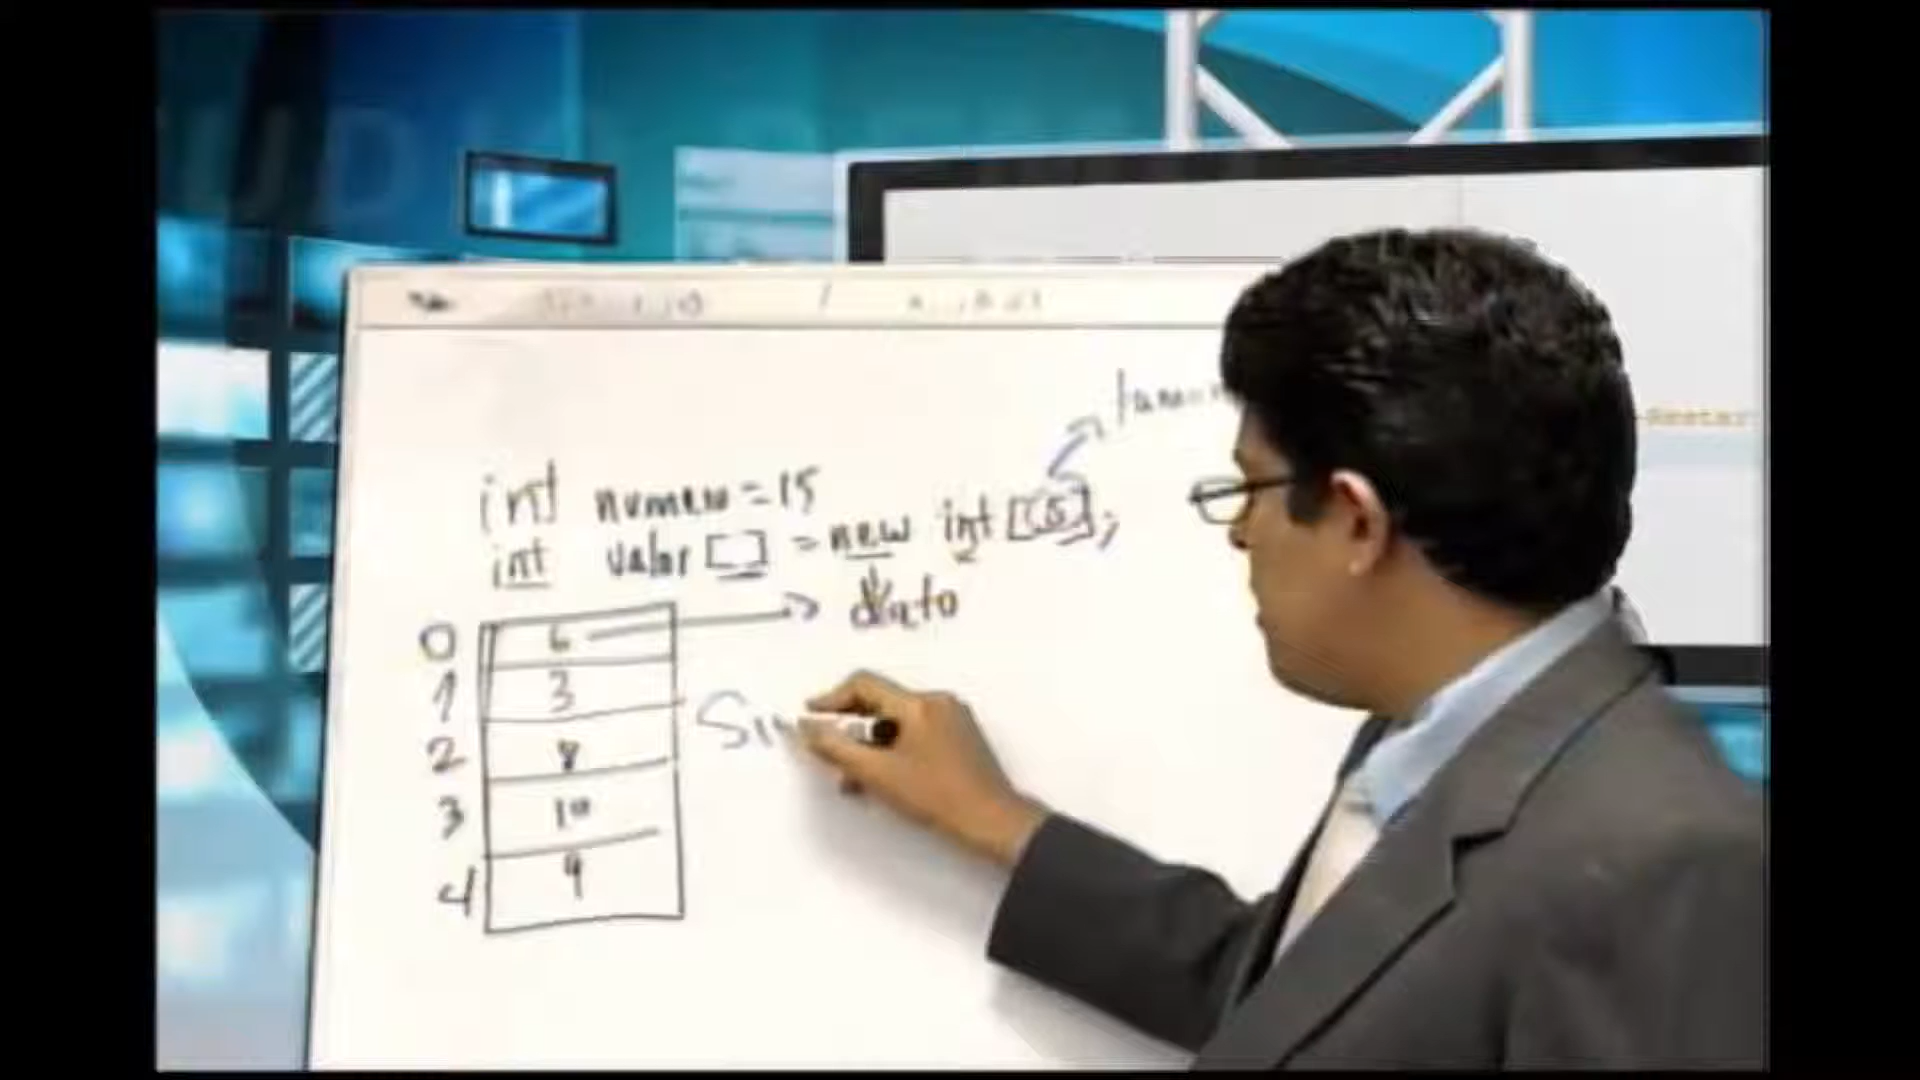 int numero = 15
int valor [ ] = new int [(5)];
dato
0 6
1 3
2 8
3 10
4 9